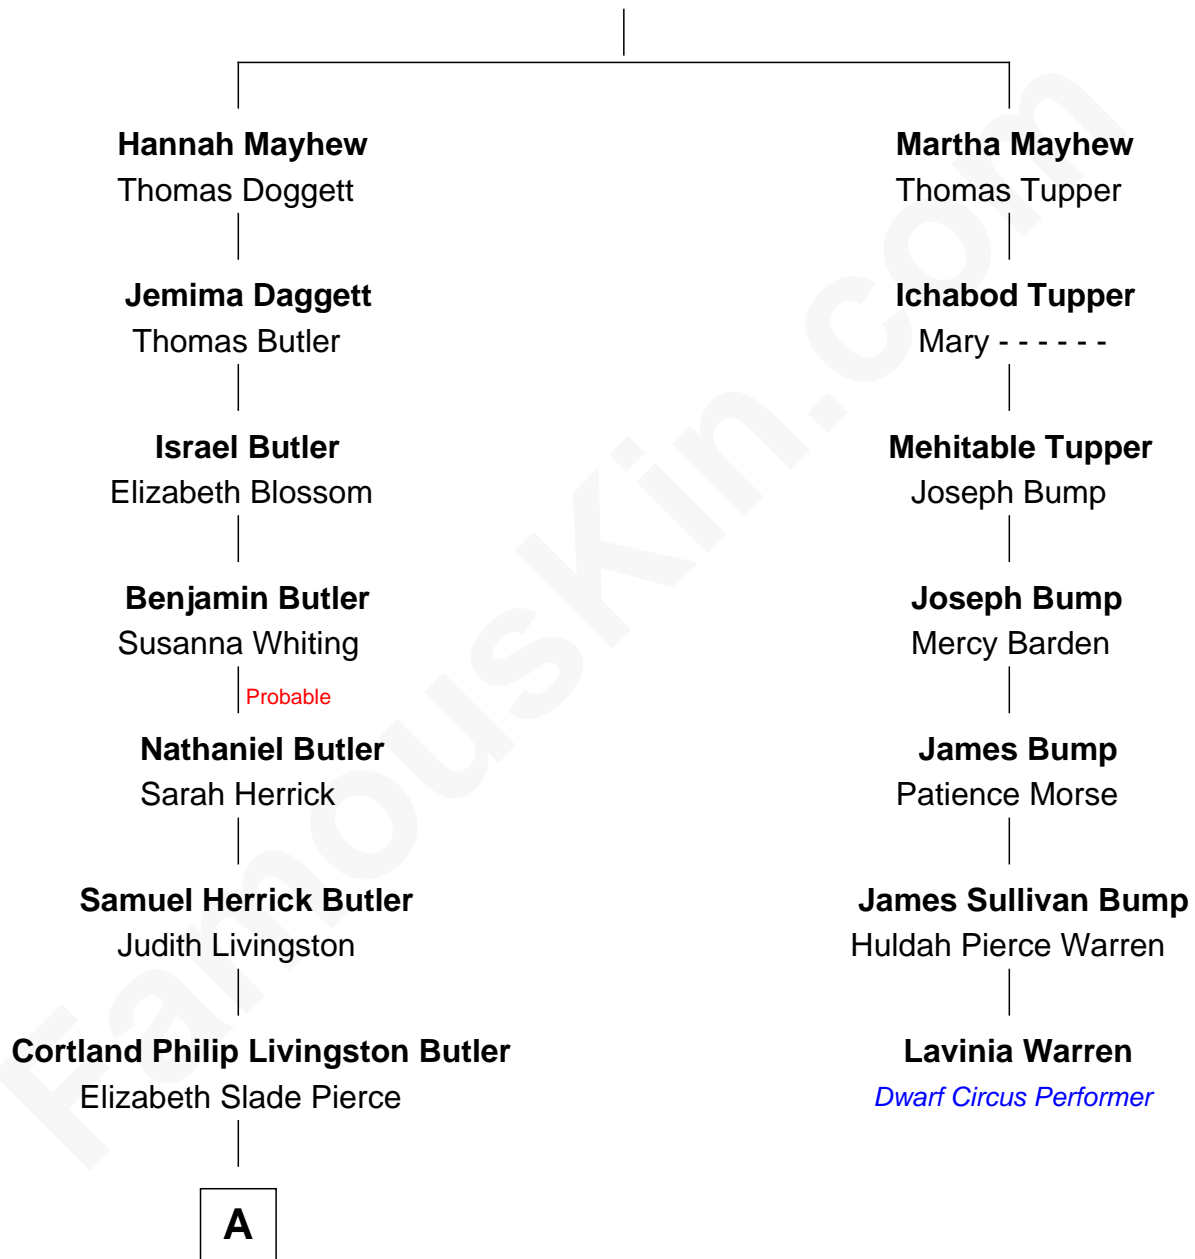 Hannah Mayhew
Thomas Doggett
Jemima Daggett
Thomas Butler
Israel Butler
Elizabeth Blossom
Benjamin Butler
Susanna Whiting
Probable
Nathaniel Butler
Sarah Herrick
Samuel Herrick Butler
Judith Livingston
Cortland Philip Livingston Butler
Elizabeth Slade Pierce
A
Martha Mayhew
Thomas Tupper
Ichabod Tupper
Mary - - - - - -
Mehitable Tupper
Joseph Bump
Joseph Bump
Mercy Barden
James Bump
Patience Morse
James Sullivan Bump
Huldah Pierce Warren
Lavinia Warren
Dwarf Circus Performer
FamousKin.com